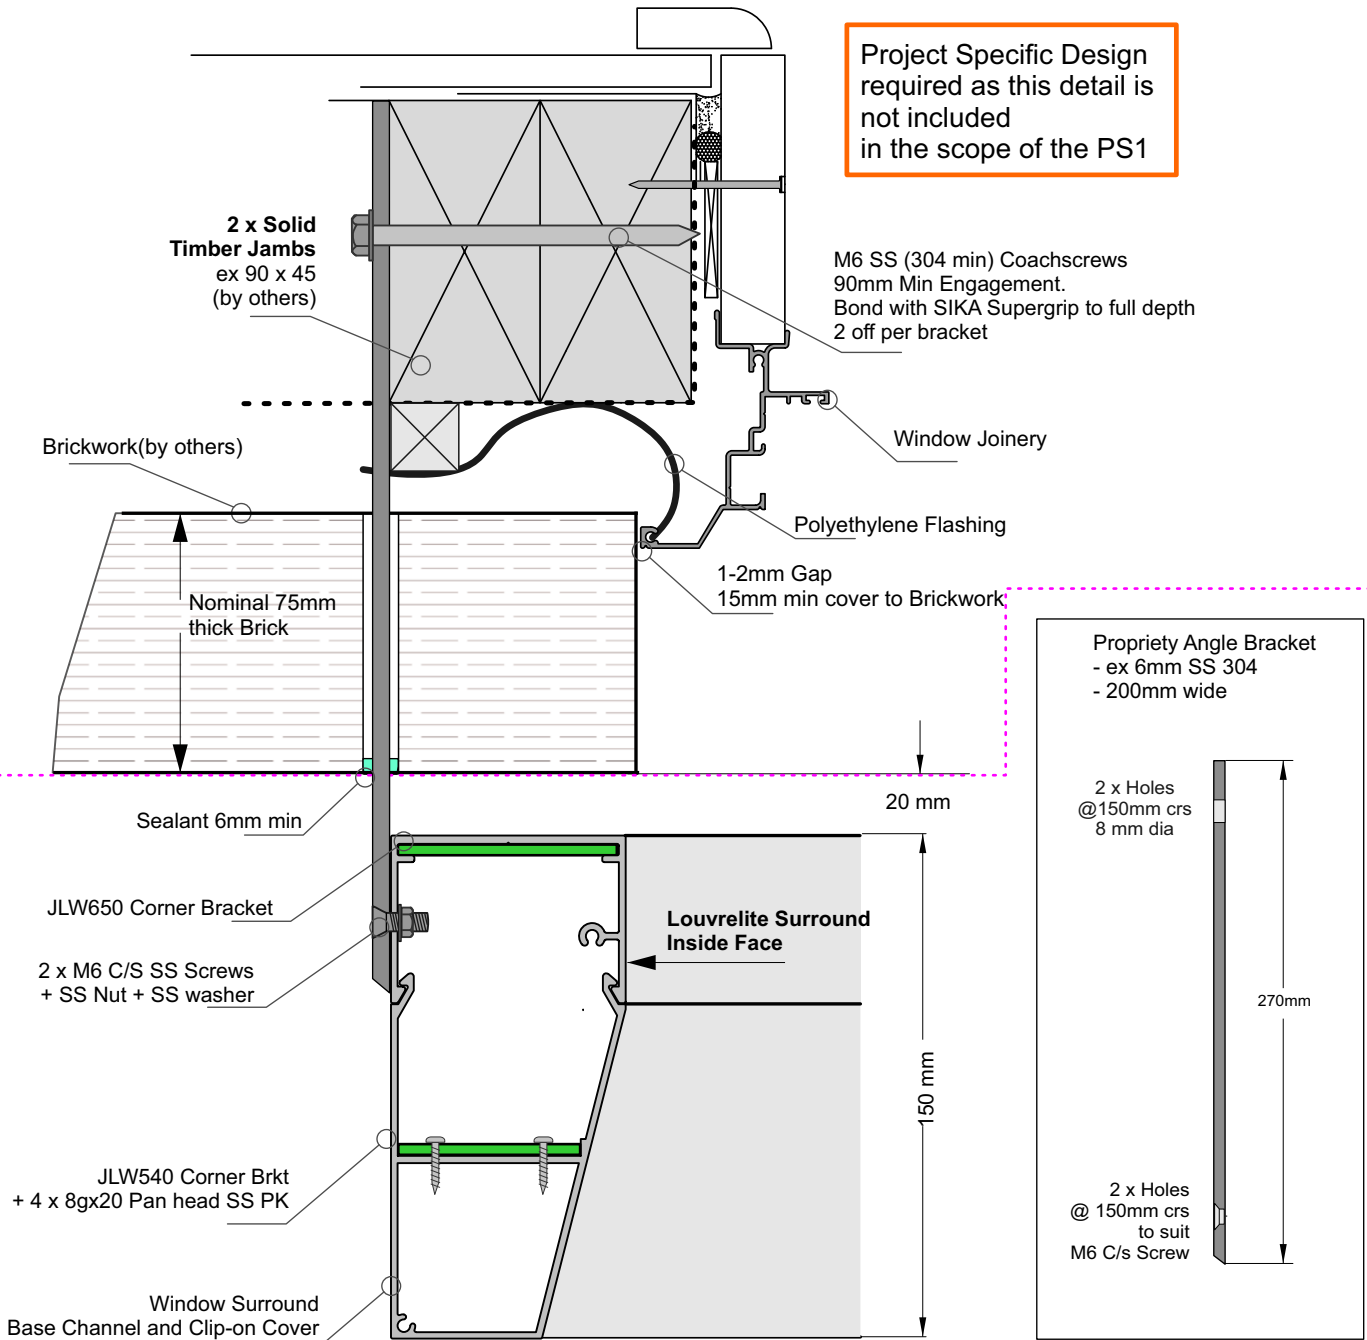 Project Specific Design
required as this detail is
not included
in the scope of the PS1
2 x Solid
Timber Jambs
ex 90 x 45
(by others)
M6 SS (304 min) Coachscrews
90mm Min Engagement.
Bond with SIKA Supergrip to full depth
2 off per bracket
Brickwork(by others)
Window Joinery
Polyethylene Flashing
1-2mm Gap
15mm min cover to Brickwork
Nominal 75mm
thick Brick
Propriety Angle Bracket
- ex 6mm SS 304
- 200mm wide
2 x Holes
@150mm crs
8 mm dia
20 mm
Sealant 6mm min
JLW650 Corner Bracket
Louvrelite Surround
Inside Face
2 x M6 C/S SS Screws
+ SS Nut + SS washer
270mm
150 mm
JLW540 Corner Brkt
+ 4 x 8gx20 Pan head SS PK
2 x Holes
@ 150mm crs
to suit
M6 C/s Screw
Window Surround
Base Channel and Clip-on Cover